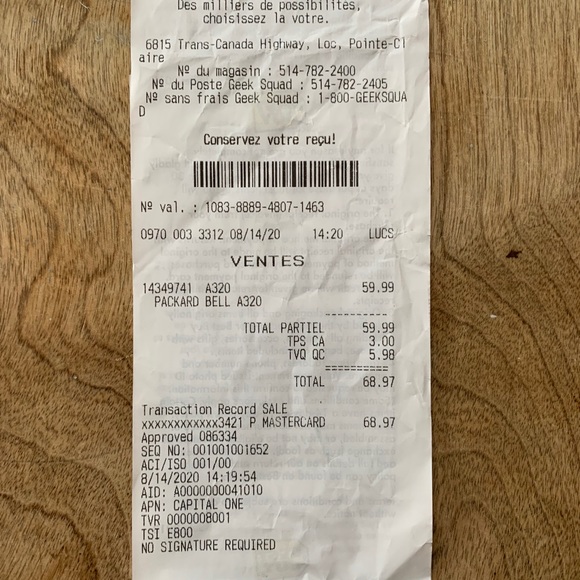 Des milliers de possibilités,
choisissez la votre.
6815 Trans-Canada Highway, Loc, Pointe-Cl
aire
Nº du magasin : 514-782-2400
Nº du Poste Geek Squad : 514-782-2405
Nº sans frais Geek Squad : 1-800-GEEKSQUA
D
Conservez votre reçu!
Nº val. : 1083-8889-4807-1463
0970 003 3312 08/14/20 14:20 LUCS
VENTES
14349741 A320 59.99
PACKARD BELL A320
----------
TOTAL PARTIEL 59.99
TPS CA 3.00
TVQ QC 5.98
==========
TOTAL 68.97
Transaction Record SALE
xxxxxxxxxxxx3421 P MASTERCARD 68.97
Approved 086334
SEQ NO: 001001001652
ACI/ISO 001/00
8/14/2020 14:19:54
AID: A0000000041010
APN: CAPITAL ONE
TVR 0000008001
TSI E800
NO SIGNATURE REQUIRED